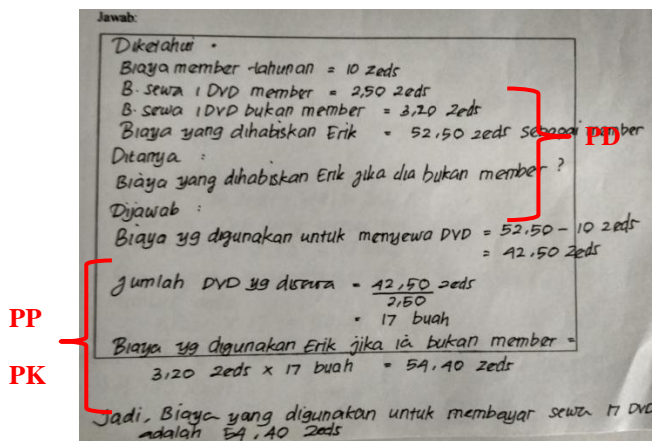 Jawab:
Diketahui .
Biaya member tahunan = 10 zeds
B. sewa 1 DVD member = 2,50 zeds
B. sewa 1 DVD bukan member = 3,20 zeds
Biaya yang dihabiskan Erik = 52,50 zeds sebagai member
PD
Ditanya :
Biaya yang dihabiskan Erik jika dia bukan member ?
Dijawab :
Biaya yg digunakan untuk menyewa DVD = 52,50 - 10 zeds
= 42,50 zeds
Jumlah DVD yg disewa = 42,50 zeds
2,50
= 17 buah
PP
Biaya yg digunakan Erik jika ia bukan member =
PK
3,20 zeds x 17 buah = 54,40 zeds
Jadi, Biaya yang digunakan untuk membayar sewa 17 DVD
adalah 54,40 zeds